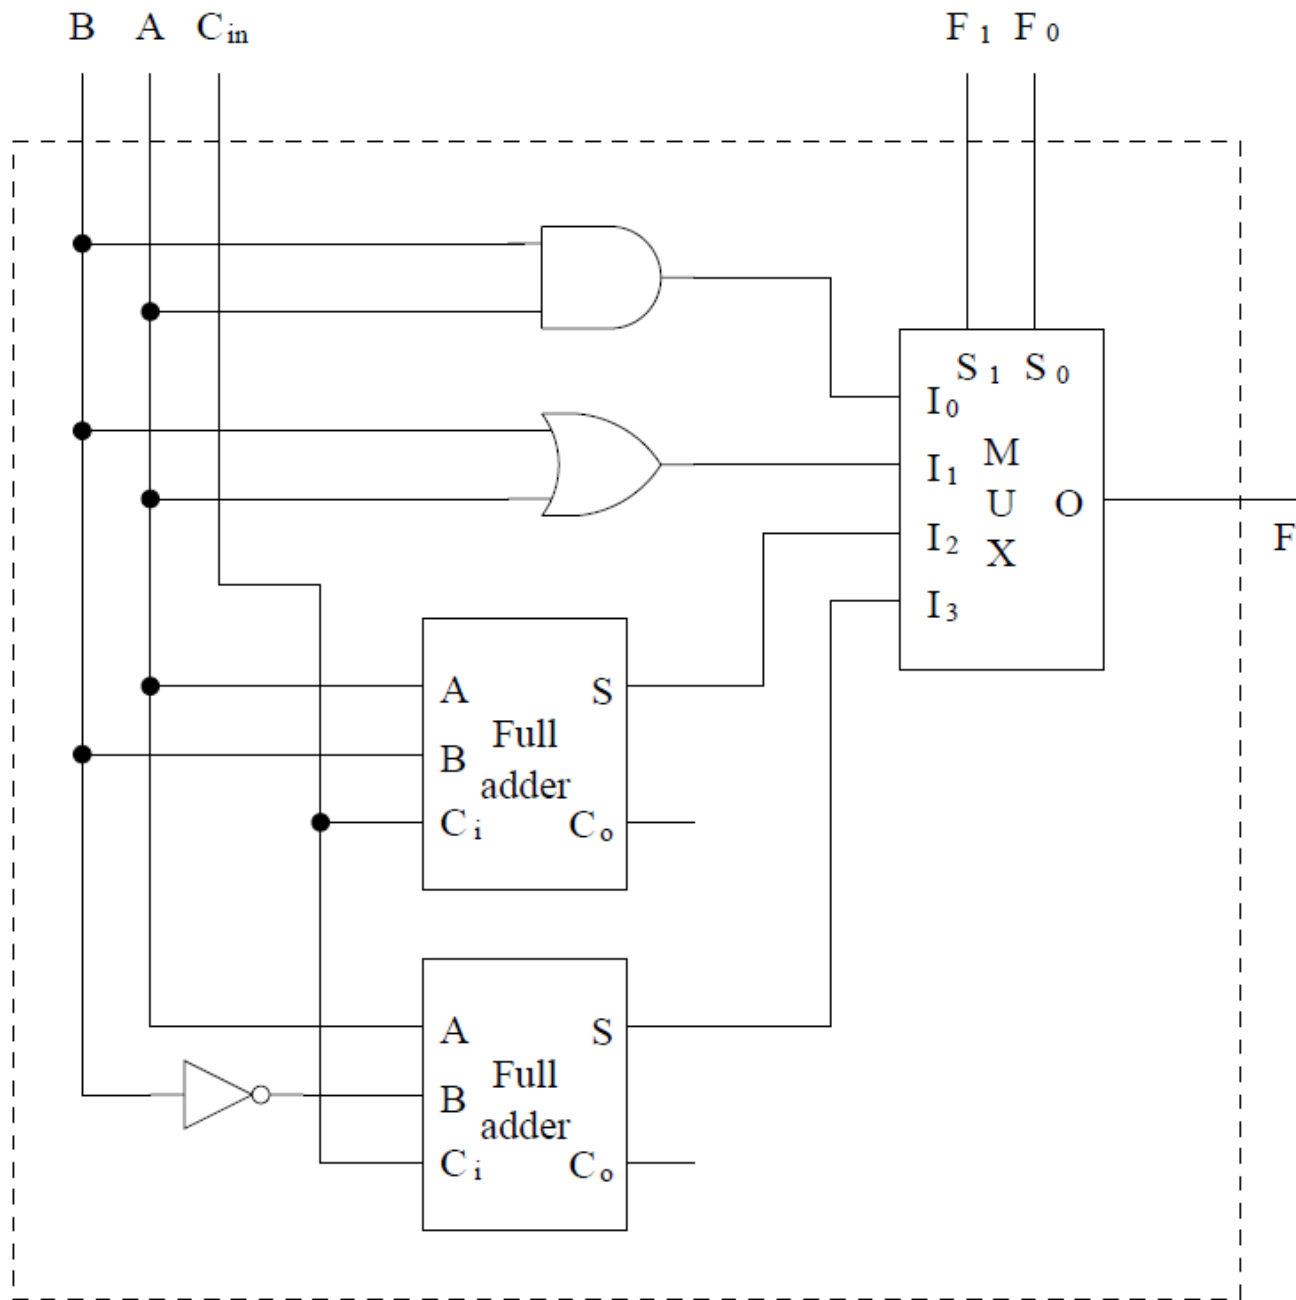 B A Cin F1 F0
S1 S0
I0
M
I1
U O
I2
X
F
I3
A S
Full
B
adder
Ci Co
A S
Full
B
adder
Ci Co